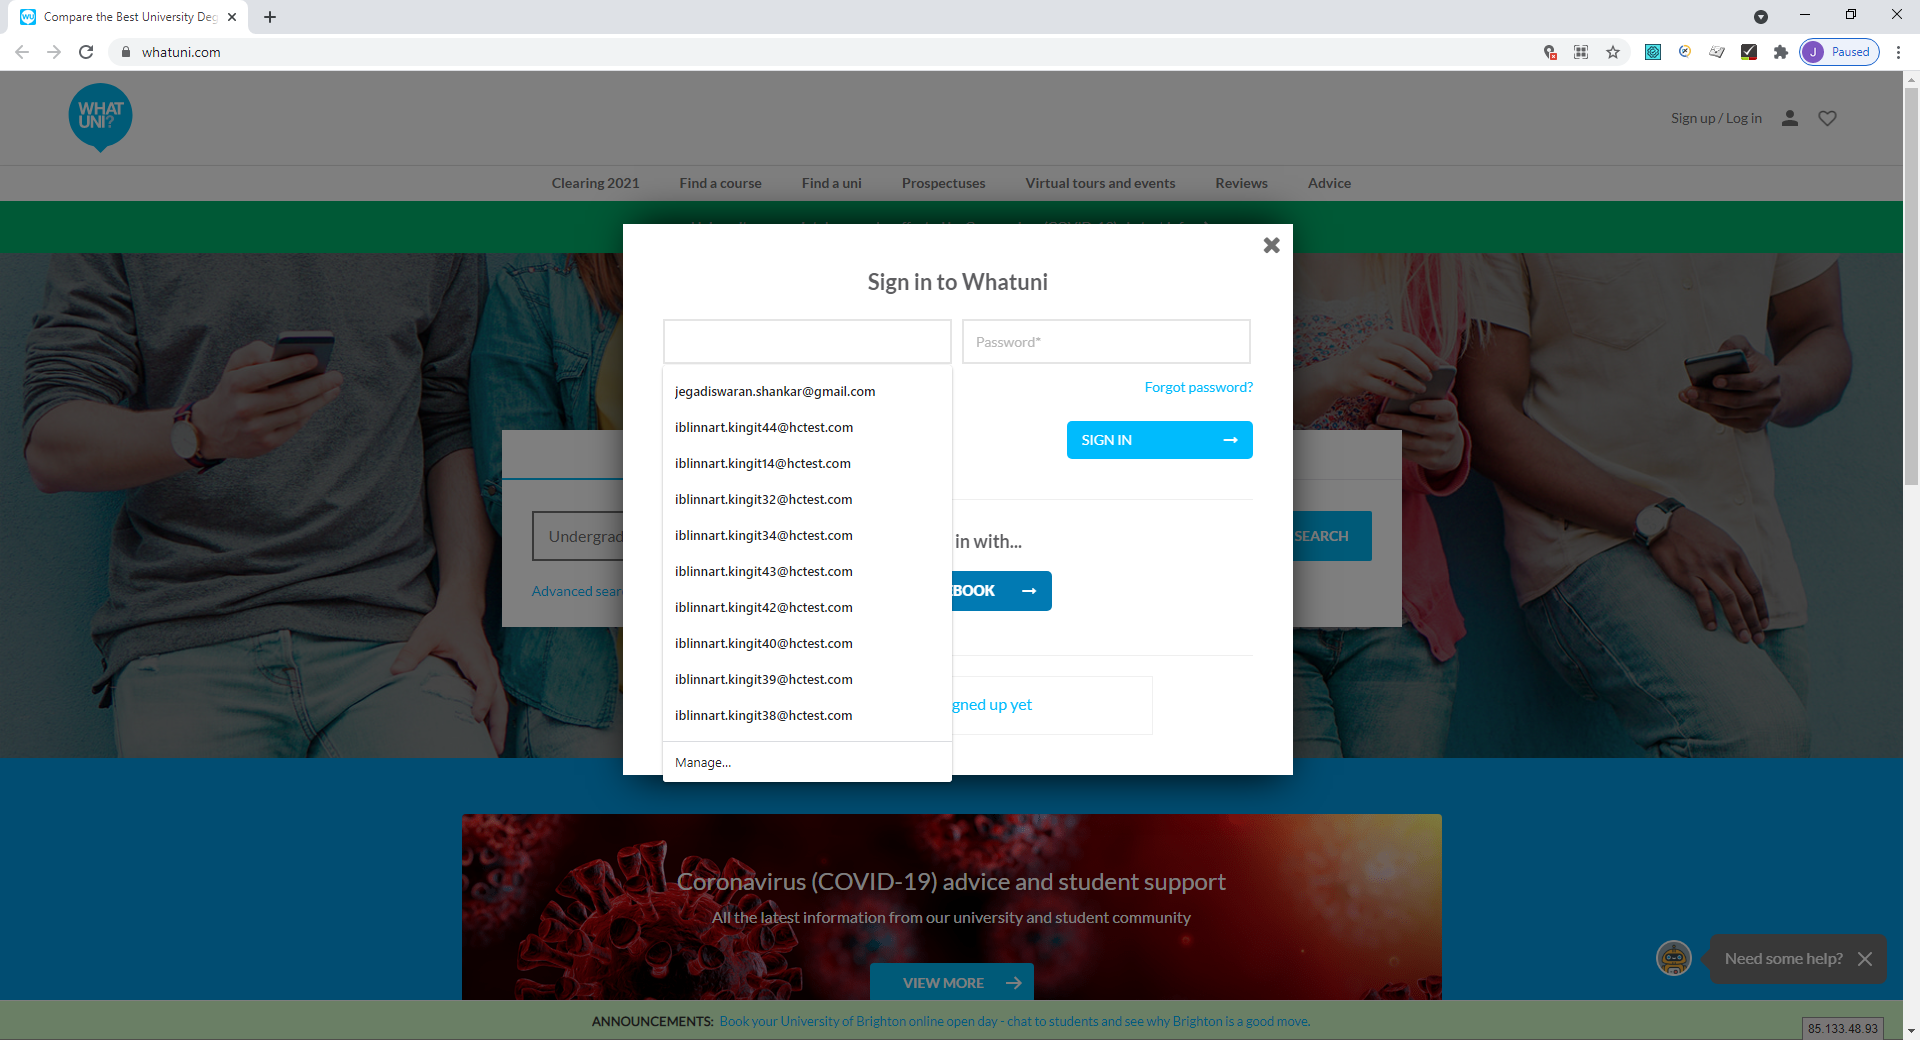 Compare the Best University Deg
whatuni.com
J Paused
WHAT
UNI?
Sign up / Log in
Clearing 2021 Find a course Find a uni Prospectuses Virtual tours and events Reviews Advice
Sign in to Whatuni
Password*
jegadiswaran.shankar@gmail.com
Forgot password?
iblinnart.kingit44@hctest.com
SIGN IN
iblinnart.kingit14@hctest.com
iblinnart.kingit32@hctest.com
iblinnart.kingit34@hctest.com
Undergrad
in with...
SEARCH
iblinnart.kingit43@hctest.com
Advanced sear
BOOK
iblinnart.kingit42@hctest.com
iblinnart.kingit40@hctest.com
iblinnart.kingit39@hctest.com
gned up yet
iblinnart.kingit38@hctest.com
Manage...
Coronavirus (COVID-19) advice and student support
All the latest information from our university and student community
Need some help?
VIEW MORE
ANNOUNCEMENTS: Book your University of Brighton online open day - chat to students and see why Brighton is a good move.
85.133.48.93